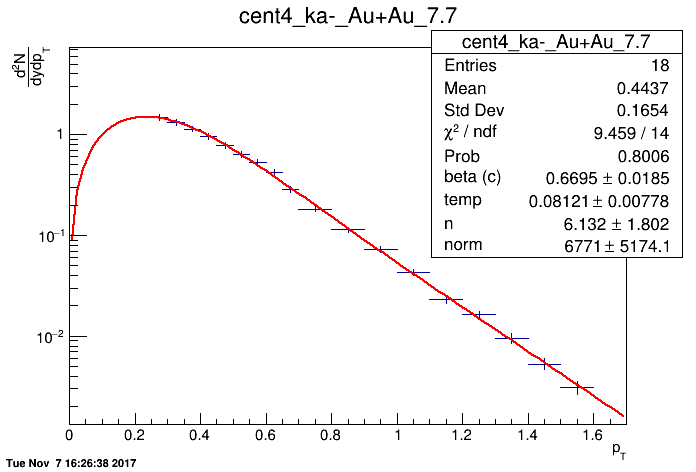 cent4_ka-_Au+Au_7.7
d²N
dydp_T
cent4_ka-_Au+Au_7.7
Entries 18
Mean 0.4437
Std Dev 0.1654
χ² / ndf 9.459 / 14
Prob 0.8006
beta (c) 0.6695 ± 0.0185
temp 0.08121 ± 0.00778
n 6.132 ± 1.802
norm 6771 ± 5174.1
1
10⁻¹
10⁻²
0 0.2 0.4 0.6 0.8 1 1.2 1.4 1.6
p_T
Tue Nov 7 16:26:38 2017